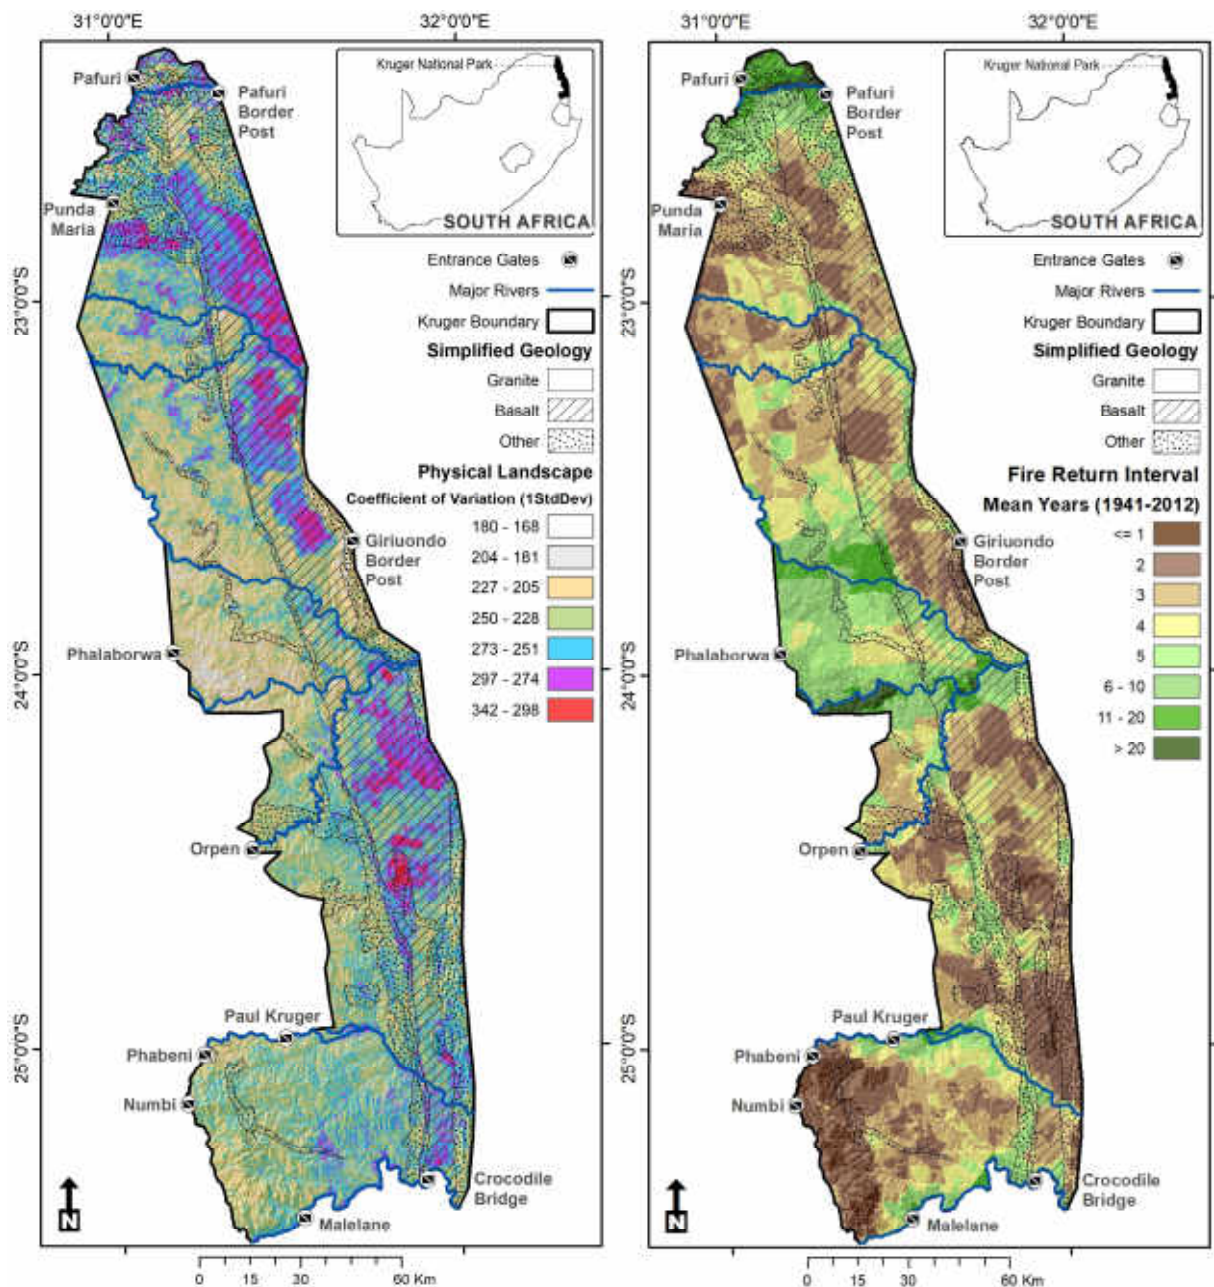 31°0'0"E
32°0'0"E
Kruger National Park
SOUTH AFRICA
Pafuri
Pafuri
Border
Post
Punda
Maria
Entrance Gates
Major Rivers
Kruger Boundary
Simplified Geology
Granite
Basalt
Other
Physical Landscape
Coefficient of Variation (1StdDev)
180 - 168
204 - 181
227 - 205
250 - 228
273 - 251
297 - 274
342 - 298
23°0'0"S
24°0'0"S
25°0'0"S
Giriuondo
Border
Post
Phalaborwa
Orpen
Paul Kruger
Phabeni
Numbi
Crocodile
Bridge
Malelane
N
0 15 30 60 Km
31°0'0"E
32°0'0"E
Kruger National Park
SOUTH AFRICA
Pafuri
Pafuri
Border
Post
Punda
Maria
Entrance Gates
Major Rivers
Kruger Boundary
Simplified Geology
Granite
Basalt
Other
Fire Return Interval
Mean Years (1941-2012)
<= 1
2
3
4
5
6 - 10
11 - 20
> 20
23°0'0"S
24°0'0"S
25°0'0"S
Giriuondo
Border
Post
Phalaborwa
Orpen
Paul Kruger
Phabeni
Numbi
Crocodile
Bridge
Malelane
N
0 15 30 60 Km